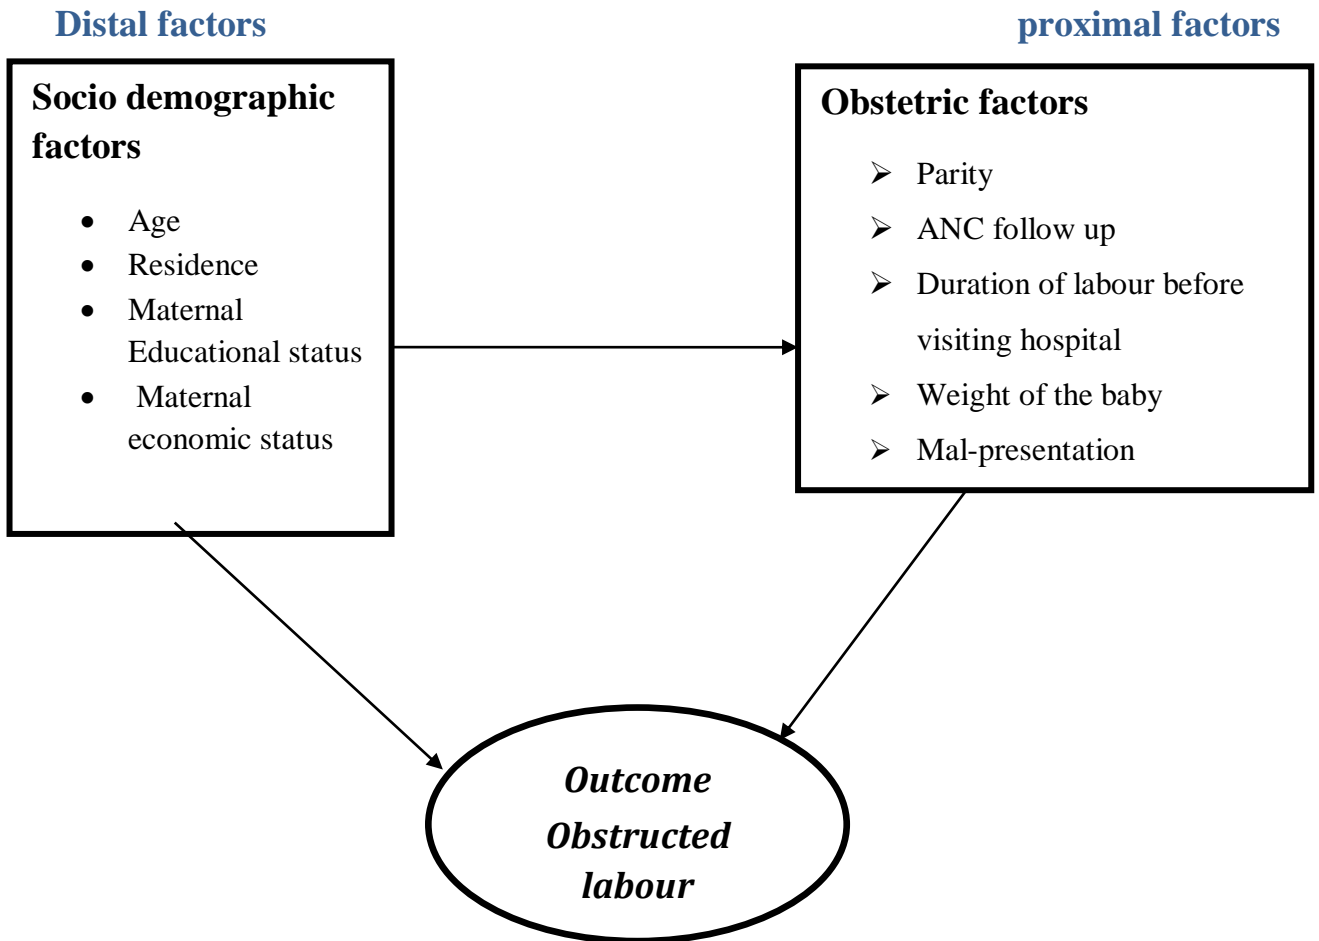 Distal factors
proximal factors
Socio demographic
factors
• Age
• Residence
• Maternal
Educational status
• Maternal
economic status
Obstetric factors
➢ Parity
➢ ANC follow up
➢ Duration of labour before
visiting hospital
➢ Weight of the baby
➢ Mal-presentation
Outcome
Obstructed
labour